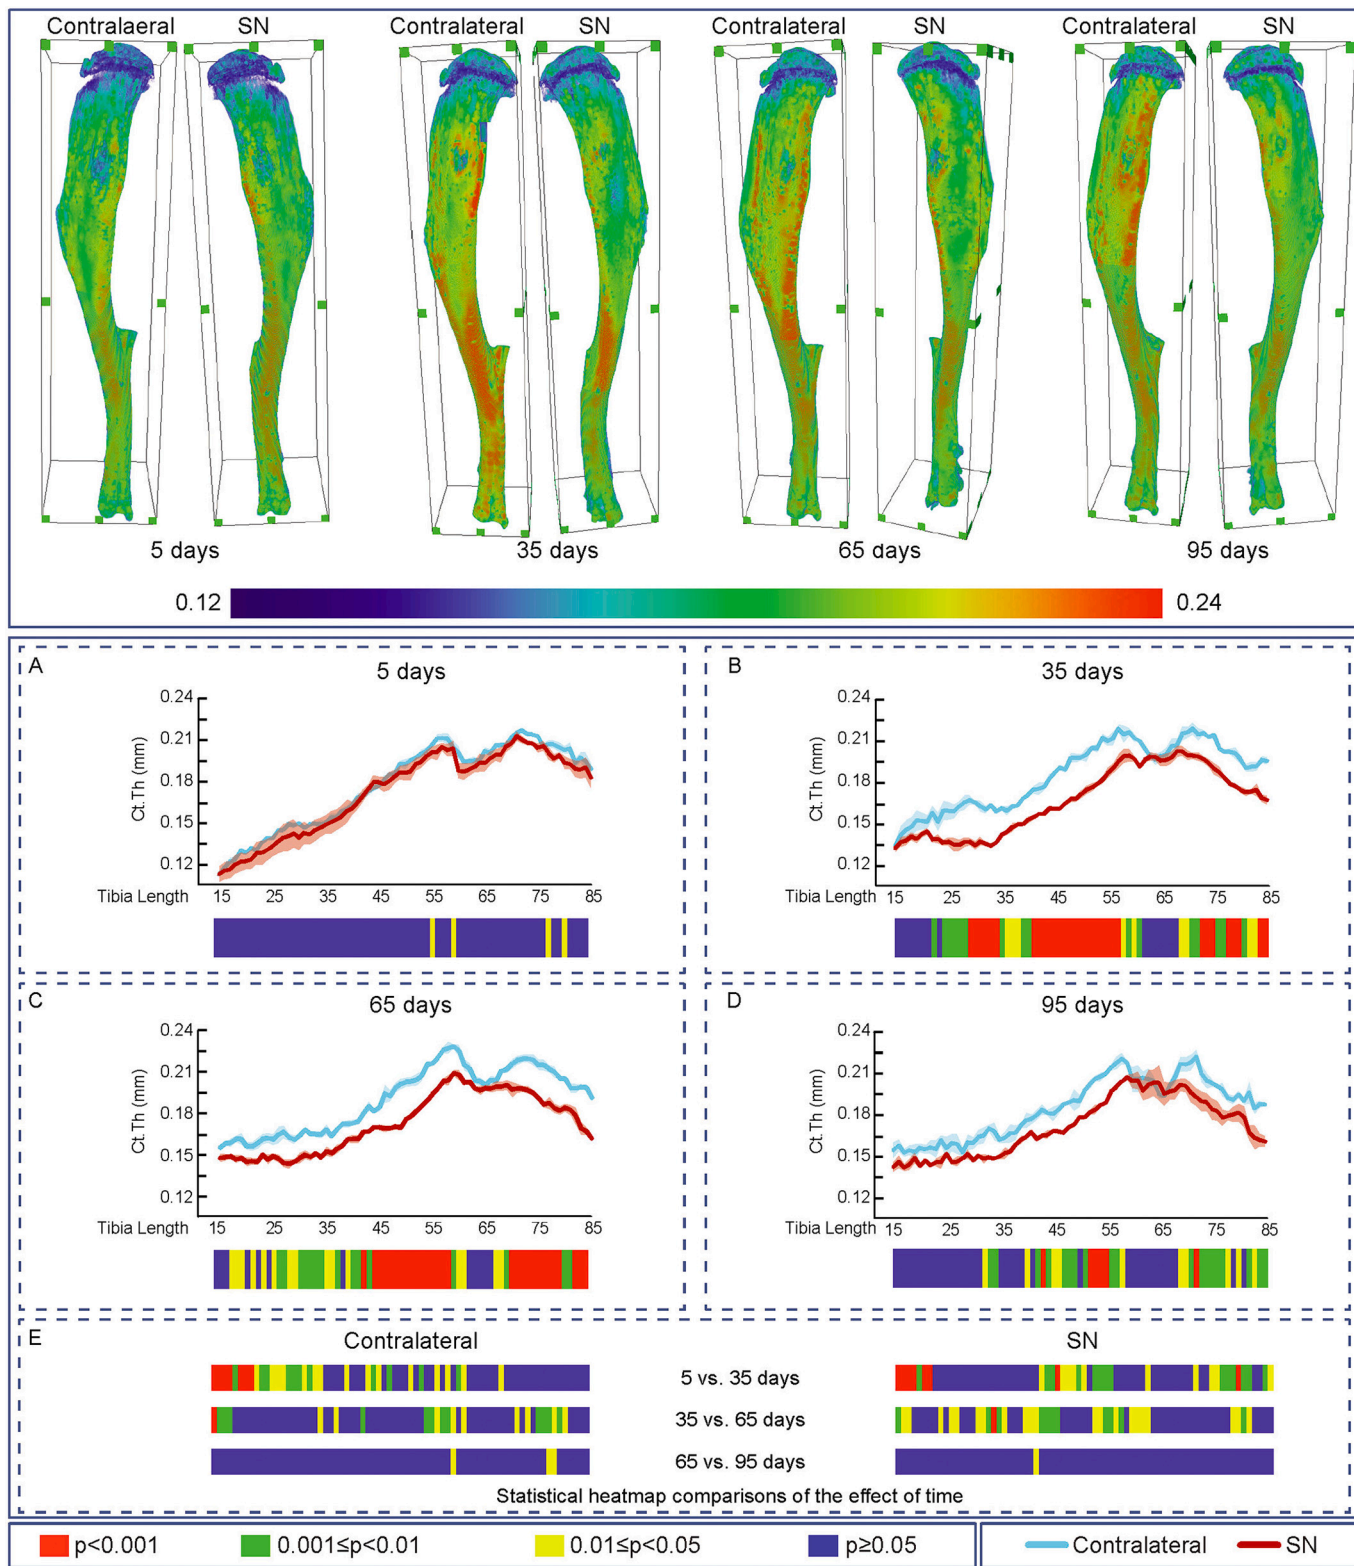 Contralaeral SN Contralateral SN Contralateral SN Contralateral SN
5 days 35 days 65 days 95 days
0.12 0.24
A
5 days
0.24
0.21
0.18
0.15
0.12
Ct.Th (mm)
Tibia Length 15 25 35 45 55 65 75 85
B
35 days
0.24
0.21
0.18
0.15
0.12
Ct.Th (mm)
Tibia Length 15 25 35 45 55 65 75 85
C
65 days
0.24
0.21
0.18
0.15
0.12
Ct.Th (mm)
Tibia Length 15 25 35 45 55 65 75 85
D
95 days
0.24
0.21
0.18
0.15
0.12
Ct.Th (mm)
Tibia Length 15 25 35 45 55 65 75 85
E
Contralateral SN
5 vs. 35 days
35 vs. 65 days
65 vs. 95 days
Statistical heatmap comparisons of the effect of time
p<0.001 0.001≤p<0.01 0.01≤p<0.05 p≥0.05 Contralateral SN